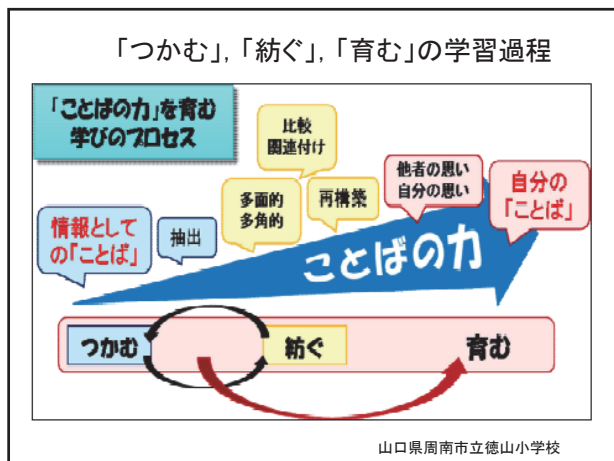 「つかむ」,「紡ぐ」,「育む」の学習過程
「ことばの力」を育む
学びのプロセス
比較
関連付け
他者の思い
自分の思い
自分の
「ことば」
多面的
多角的
再構築
情報として
の「ことば」
抽出
ことばの力
つかむ
紡ぐ
育む
山口県周南市立徳山小学校